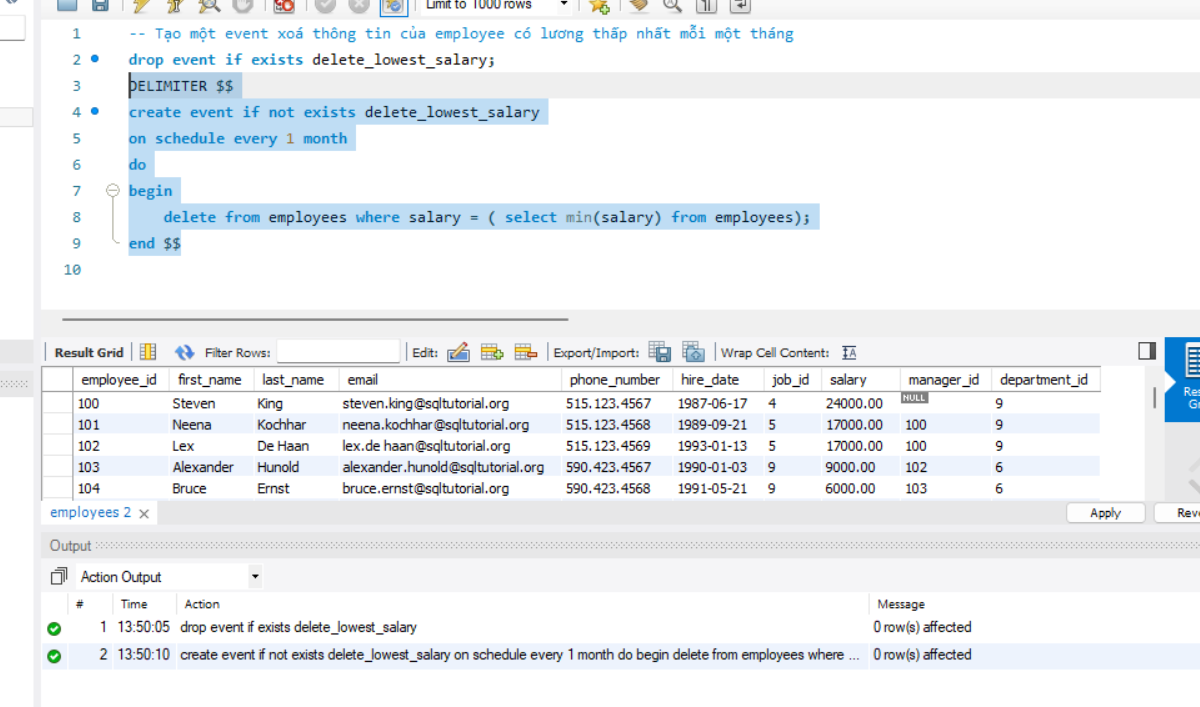 Limit to 1000 rows
1 -- Tạo một event xoá thông tin của employee có lương thấp nhất mỗi một tháng
2 drop event if exists delete_lowest_salary;
3 DELIMITER $$
4 create event if not exists delete_lowest_salary
5 on schedule every 1 month
6 do
7 begin
8 delete from employees where salary = ( select min(salary) from employees);
9 end $$
10
Result Grid Filter Rows: Edit: Export/Import: Wrap Cell Content:
employee_id first_name last_name email phone_number hire_date job_id salary manager_id department_id
100 Steven King steven.king@sqltutorial.org 515.123.4567 1987-06-17 4 24000.00 NULL 9
101 Neena Kochhar neena.kochhar@sqltutorial.org 515.123.4568 1989-09-21 5 17000.00 100 9
102 Lex De Haan lex.de haan@sqltutorial.org 515.123.4569 1993-01-13 5 17000.00 100 9
103 Alexander Hunold alexander.hunold@sqltutorial.org 590.423.4567 1990-01-03 9 9000.00 102 6
104 Bruce Ernst bruce.ernst@sqltutorial.org 590.423.4568 1991-05-21 9 6000.00 103 6
employees 2 Apply
Output
Action Output
# Time Action Message
1 13:50:05 drop event if exists delete_lowest_salary 0 row(s) affected
2 13:50:10 create event if not exists delete_lowest_salary on schedule every 1 month do begin delete from employees where ... 0 row(s) affected